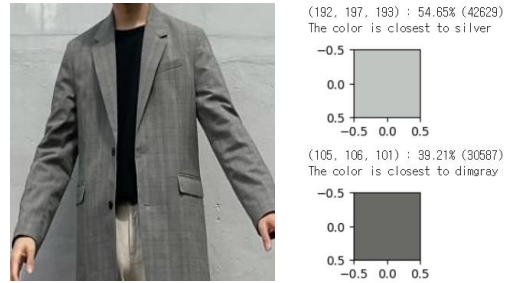 (192, 197, 193) : 54.65% (42629)
The color is closest to silver
−0.5
0.0
0.5
−0.5 0.0 0.5
(105, 106, 101) : 39.21% (30587)
The color is closest to dimgray
−0.5
0.0
0.5
−0.5 0.0 0.5